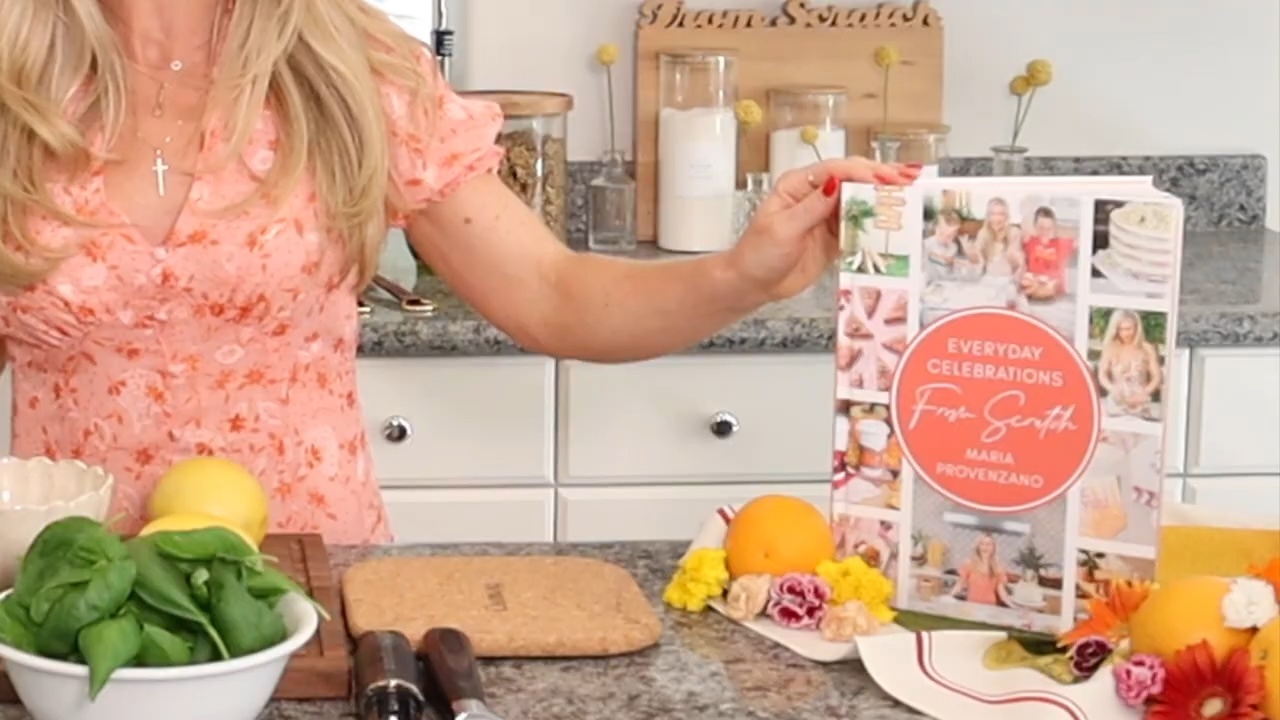 From Scratch
EVERYDAY
CELEBRATIONS
From Scratch
MARIA
PROVENZANO